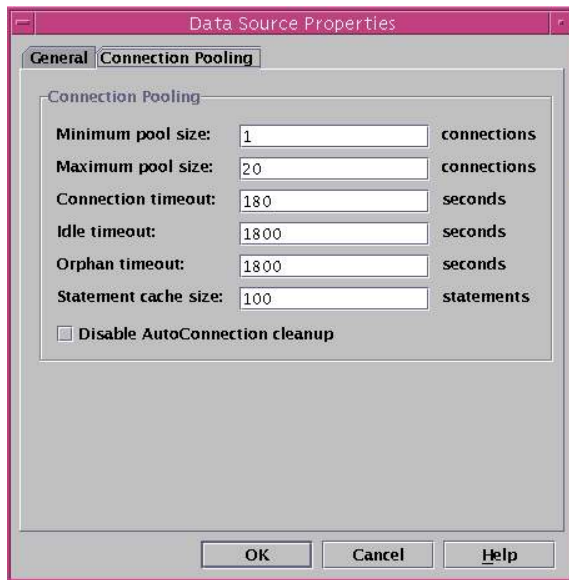 Data Source Properties
General Connection Pooling
Connection Pooling
Minimum pool size: 1 connections
Maximum pool size: 20 connections
Connection timeout: 180 seconds
Idle timeout: 1800 seconds
Orphan timeout: 1800 seconds
Statement cache size: 100 statements
Disable AutoConnection cleanup
OK Cancel Help